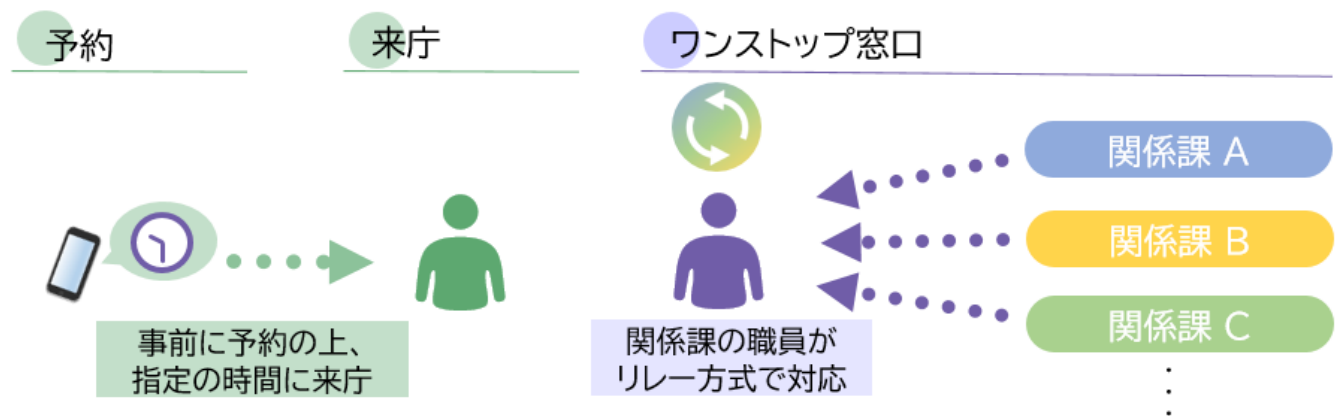 予約
来庁
ワンストップ窓口
関係課 A
関係課 B
関係課 C
事前に予約の上、
指定の時間に来庁
関係課の職員が
リレー方式で対応